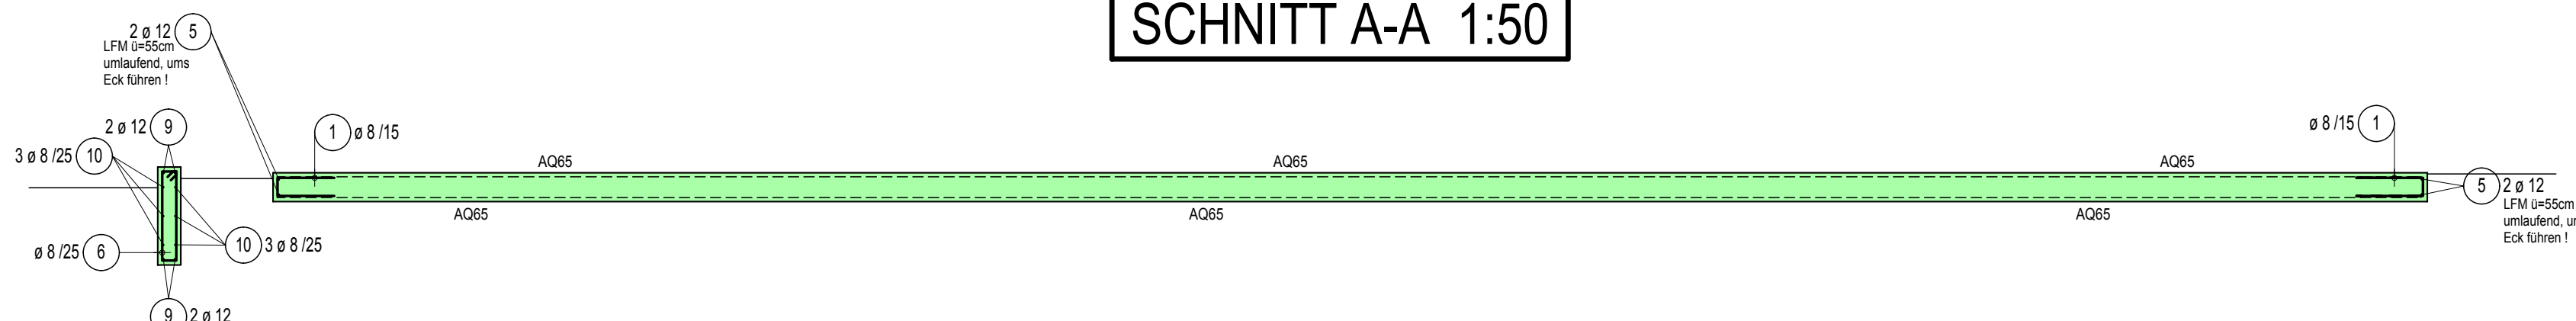 SCHNITT A-A 1:50
2 ø 12 5
LFM ü=55cm
umlaufend, ums
Eck führen !
2 ø 12 9
1 ø 8 /15
ø 8 /15 1
3 ø 8 /25 10
AQ65 AQ65 AQ65
5 2 ø 12
LFM ü=55cm
umlaufend,
Eck führen !
AQ65 AQ65 AQ65
10 3 ø 8 /25
ø 8 /25 6
9 2 ø 12